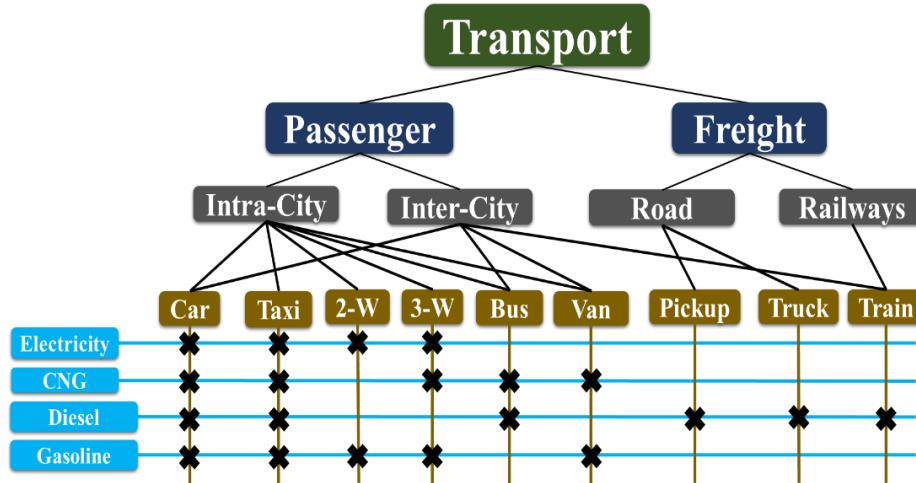 Transport
Passenger
Freight
Intra-City
Inter-City
Road
Railways
Car
Taxi
2-W
3-W
Bus
Van
Pickup
Truck
Train
Electricity
CNG
Diesel
Gasoline